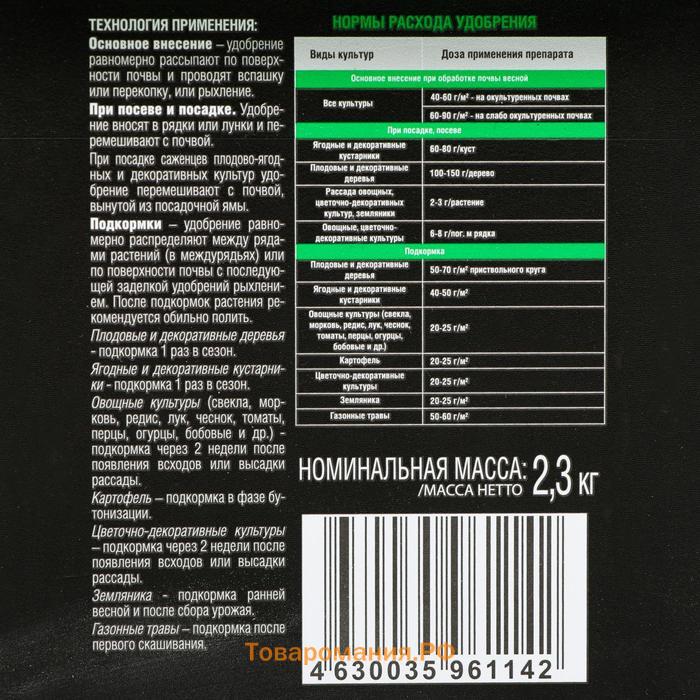 ТЕХНОЛОГИЯ ПРИМЕНЕНИЯ:
Основное внесение – удобрение
равномерно рассыпают по поверх-
ности почвы и проводят вспашку
или перекопку, или рыхление.
При посеве и посадке. Удобре-
ние вносят в рядки или лунки и пе-
ремешивают с почвой.
При посадке саженцев плодово-ягод-
ных и декоративных культур удо-
брение перемешивают с почвой,
вынутой из посадочной ямы.
Подкормки – удобрение равно-
мерно распределяют между ряда-
ми растений (в междурядьях) или
по поверхности почвы с последую-
щей заделкой удобрений рыхлени-
ем. После подкормок растения ре-
комендуется обильно полить.
Плодовые и декоративные деревья
- подкормка 1 раз в сезон.
Ягодные и декоративные кустарни-
ки - подкормка 1 раз в сезон.
Овощные культуры (свекла, мор-
ковь, редис, лук, чеснок, томаты,
перцы, огурцы, бобовые и др.) -
подкормка через 2 недели после
появления всходов или высадки
рассады.
Картофель – подкормка в фазе бу-
тонизации.
Цветочно-декоративные культуры
– подкормка через 2 недели после
появления всходов или высадки
рассады.
Земляника - подкормка ранней
весной и после сбора урожая.
Газонные травы – подкормка после
первого скашивания.
НОРМЫ РАСХОДА УДОБРЕНИЯ
Виды культур Доза применения препарата
Основное внесение при обработке почвы весной
Все культуры 40-60 г/м² - на окультуренных почвах
60-90 г/м² - на слабо окультуренных почвах
При посадке, посеве
Ягодные и декоративные
кустарники 60-80 г/куст
Плодовые и декоративные
деревья 100-150 г/дерево
Рассада овощных,
цветочно-декоративных
культур, земляники 2-3 г/растение
Овощные, цветочно-
декоративные культуры 6-8 г/пог. м рядка
Подкормка
Плодовые и декоративные
деревья 50-70 г/м² приствольного круга
Ягодные и декоративные
кустарники 40-50 г/м²
Овощные культуры (свекла,
морковь, редис, лук, чеснок,
томаты, перцы, огурцы,
бобовые и др.) 20-25 г/м²
Картофель 20-25 г/м²
Цветочно-декоративные
культуры 20-25 г/м²
Земляника 20-25 г/м²
Газонные травы 50-60 г/м²
НОМИНАЛЬНАЯ МАССА: 2,3 кг
/МАССА НЕТТО
Товаромания.РФ
4 630035 961142